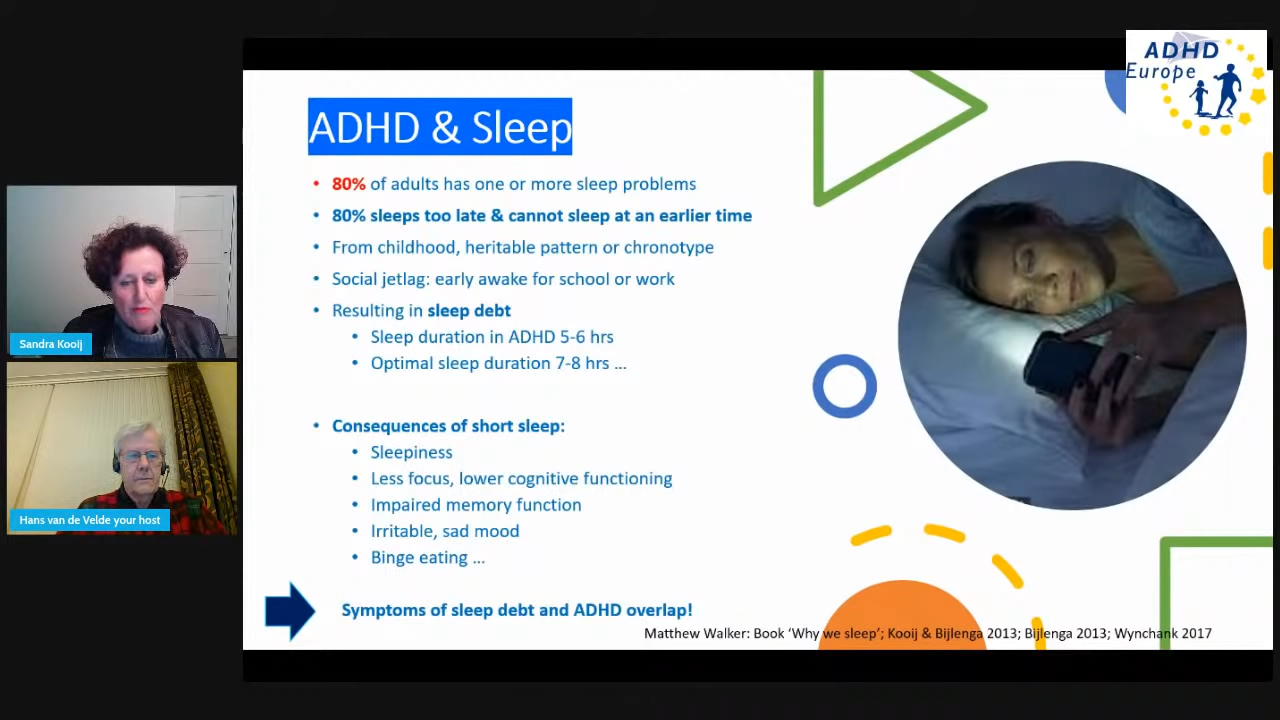 ADHD
Europe
ADHD & Sleep
80% of adults has one or more sleep problems
80% sleeps too late & cannot sleep at an earlier time
From childhood, heritable pattern or chronotype
Social jetlag: early awake for school or work
Resulting in sleep debt
Sleep duration in ADHD 5-6 hrs
Optimal sleep duration 7-8 hrs ...
Consequences of short sleep:
Sleepiness
Less focus, lower cognitive functioning
Impaired memory function
Irritable, sad mood
Binge eating ...
Symptoms of sleep debt and ADHD overlap!
Matthew Walker: Book ‘Why we sleep’; Kooij & Bijlenga 2013; Bijlenga 2013; Wynchank 2017
Sandra Kooij
Hans van de Velde your host